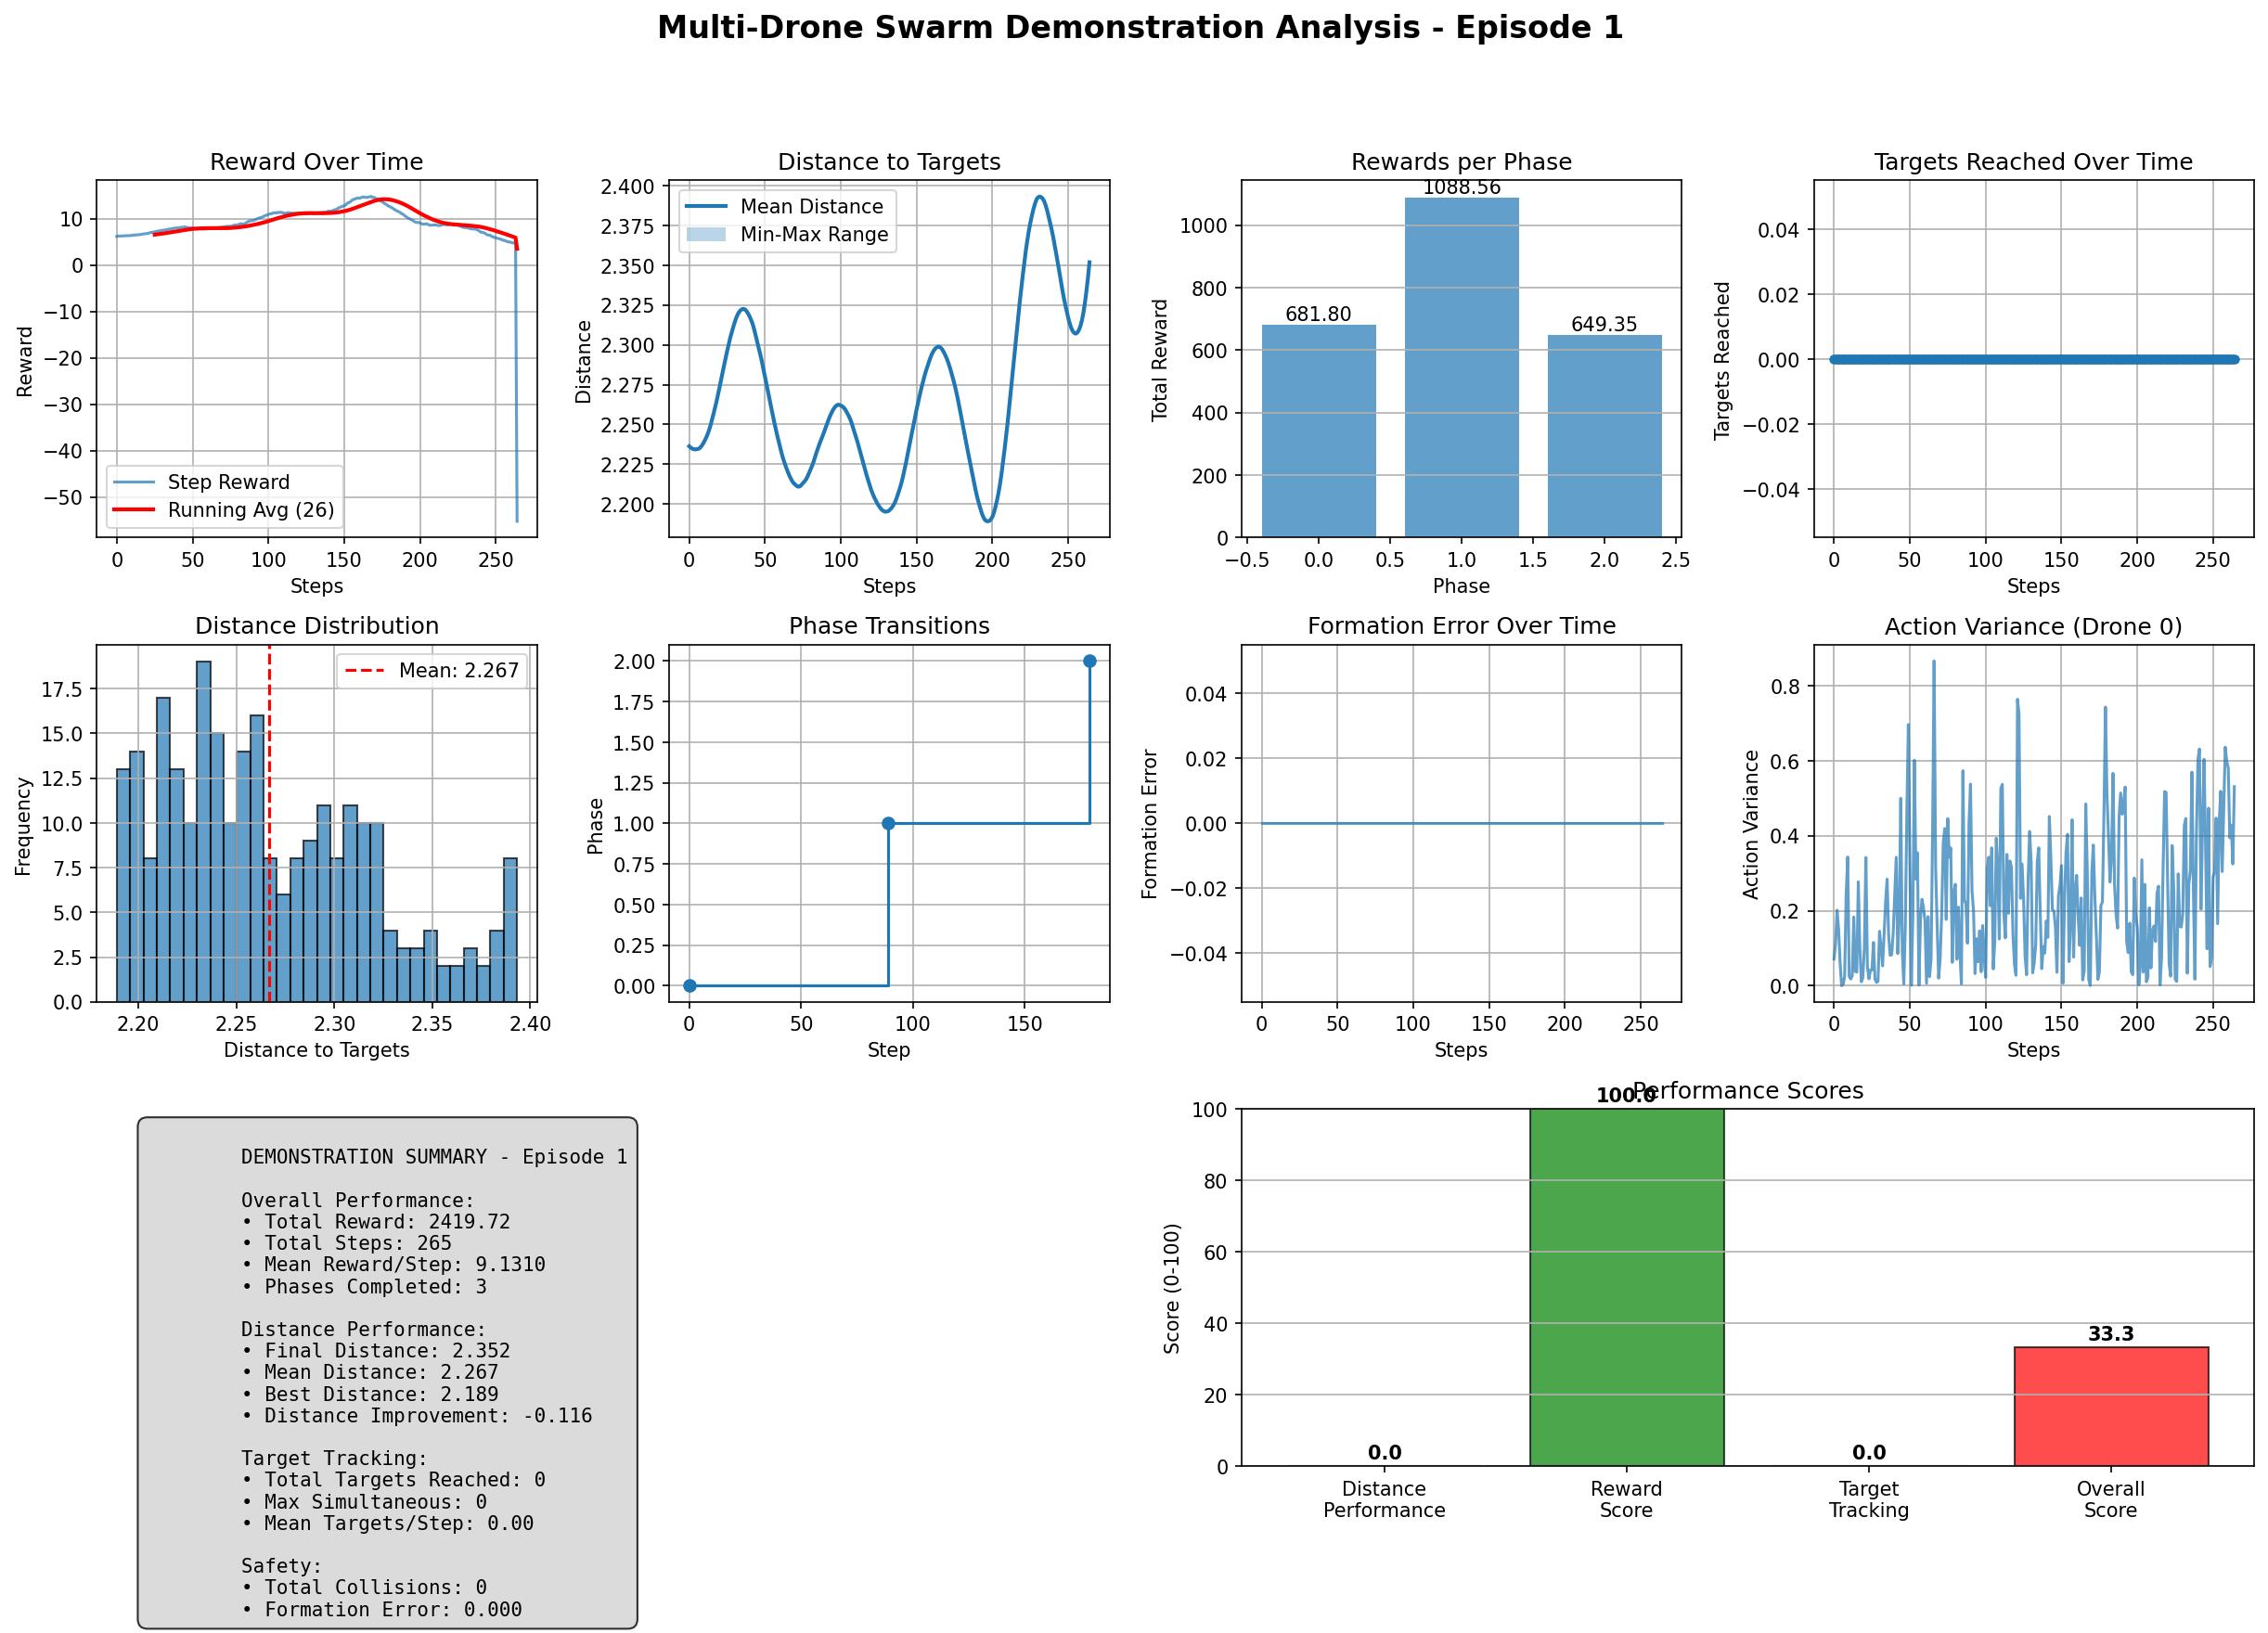 Multi-Drone Swarm Demonstration Analysis - Episode 1
Reward Over Time
10
0
−10
−20
−30
−40
−50
Reward
Step Reward
Running Avg (26)
0
50
100
150
200
250
Steps
Distance to Targets
2.400
2.375
2.350
2.325
2.300
2.275
2.250
2.225
2.200
Distance
Mean Distance
Min-Max Range
0
50
100
150
200
250
Steps
Rewards per Phase
1000
800
600
400
200
0
Total Reward
681.80
1088.56
649.35
−0.5
0.0
0.5
1.0
1.5
2.0
2.5
Phase
Targets Reached Over Time
0.04
0.02
0.00
−0.02
−0.04
Targets Reached
0
50
100
150
200
250
Steps
Distance Distribution
17.5
15.0
12.5
10.0
7.5
5.0
2.5
0.0
Frequency
Mean: 2.267
2.20
2.25
2.30
2.35
2.40
Distance to Targets
Phase Transitions
2.00
1.75
1.50
1.25
1.00
0.75
0.50
0.25
0.00
Phase
0
50
100
150
Step
Formation Error Over Time
0.04
0.02
0.00
−0.02
−0.04
Formation Error
0
50
100
150
200
250
Steps
Action Variance (Drone 0)
0.8
0.6
0.4
0.2
0.0
Action Variance
0
50
100
150
200
250
Steps
DEMONSTRATION SUMMARY - Episode 1
Overall Performance:
• Total Reward: 2419.72
• Total Steps: 265
• Mean Reward/Step: 9.1310
• Phases Completed: 3
Distance Performance:
• Final Distance: 2.352
• Mean Distance: 2.267
• Best Distance: 2.189
• Distance Improvement: -0.116
Target Tracking:
• Total Targets Reached: 0
• Max Simultaneous: 0
• Mean Targets/Step: 0.00
Safety:
• Total Collisions: 0
• Formation Error: 0.000
Performance Scores
100
80
60
40
20
0
Score (0-100)
0.0
100.0
0.0
33.3
Distance
Performance
Reward
Score
Target
Tracking
Overall
Score